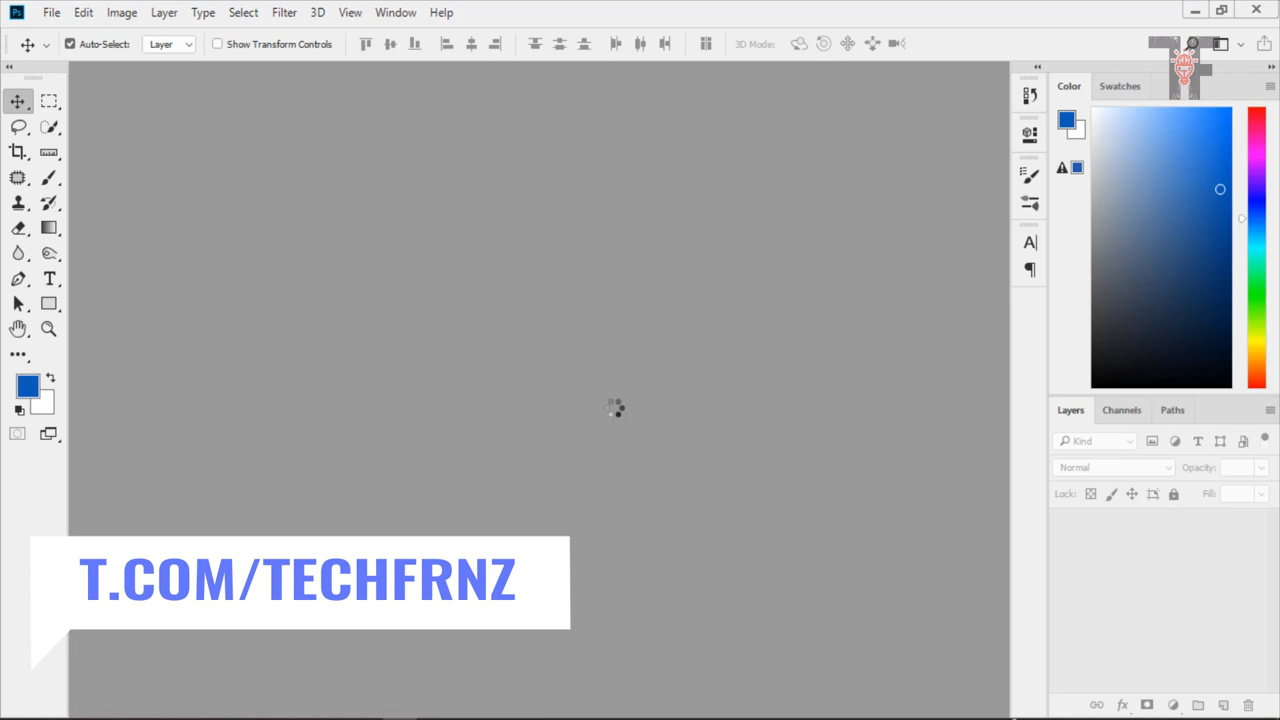 Ps File Edit Image Layer Type Select Filter 3D View Window Help
Auto-Select: Layer Show Transform Controls 3D Mode:
Color Swatches
T
A
Layers Channels Paths
Kind T
Normal Opacity:
Lock: Fill:
fx
T.COM/TECHFRNZ